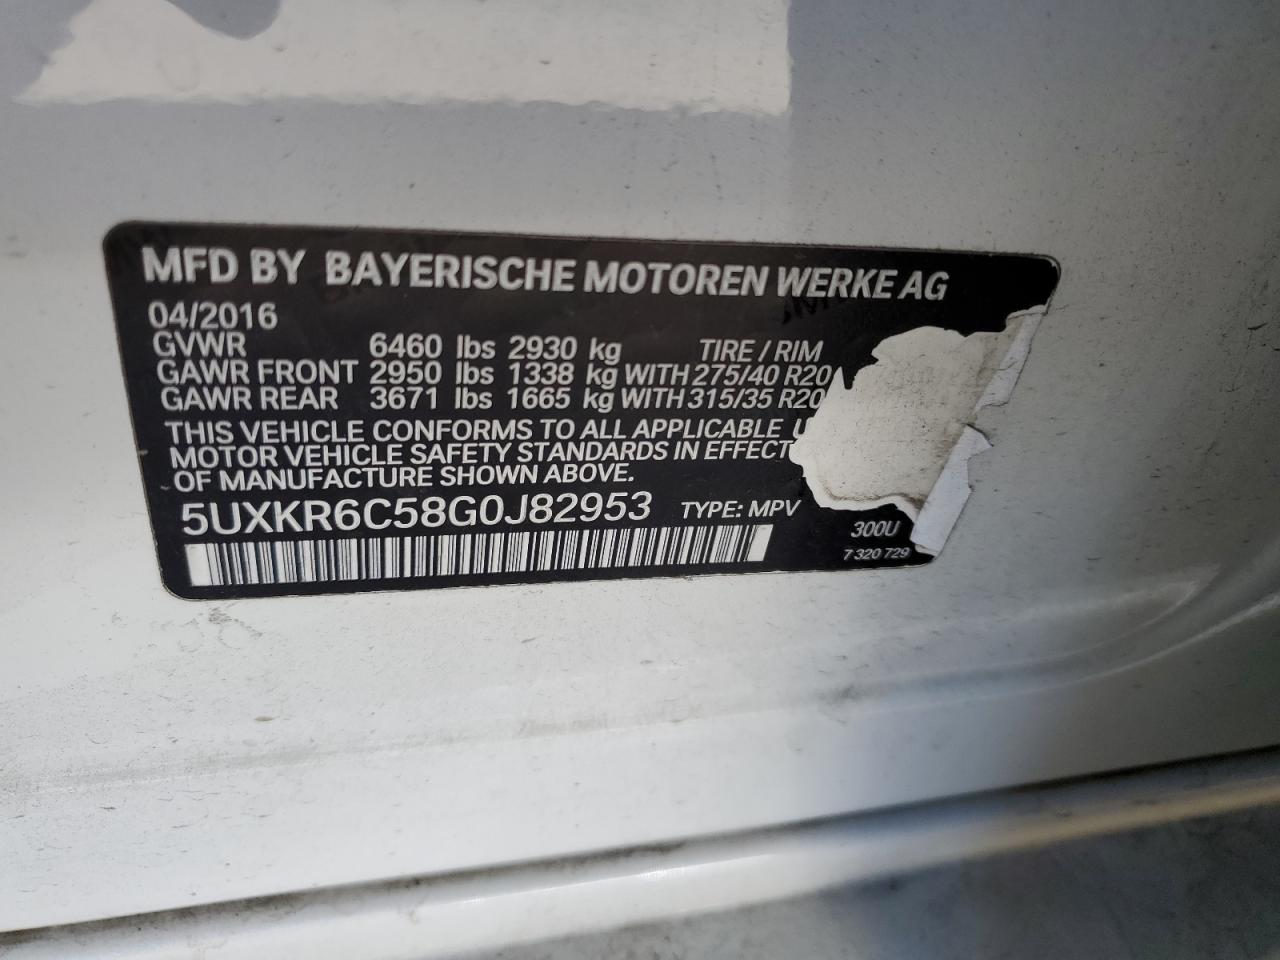 MFD BY BAYERISCHE MOTOREN WERKE AG
04/2016
GVWR 6460 lbs 2930 kg TIRE / RIM
GAWR FRONT 2950 lbs 1338 kg WITH 275/40 R20
GAWR REAR 3671 lbs 1665 kg WITH 315/35 R20
THIS VEHICLE CONFORMS TO ALL APPLICABLE
MOTOR VEHICLE SAFETY STANDARDS IN EFFECT
OF MANUFACTURE SHOWN ABOVE.
5UXKR6C58G0J82953 TYPE: MPV
300U
7 320 729